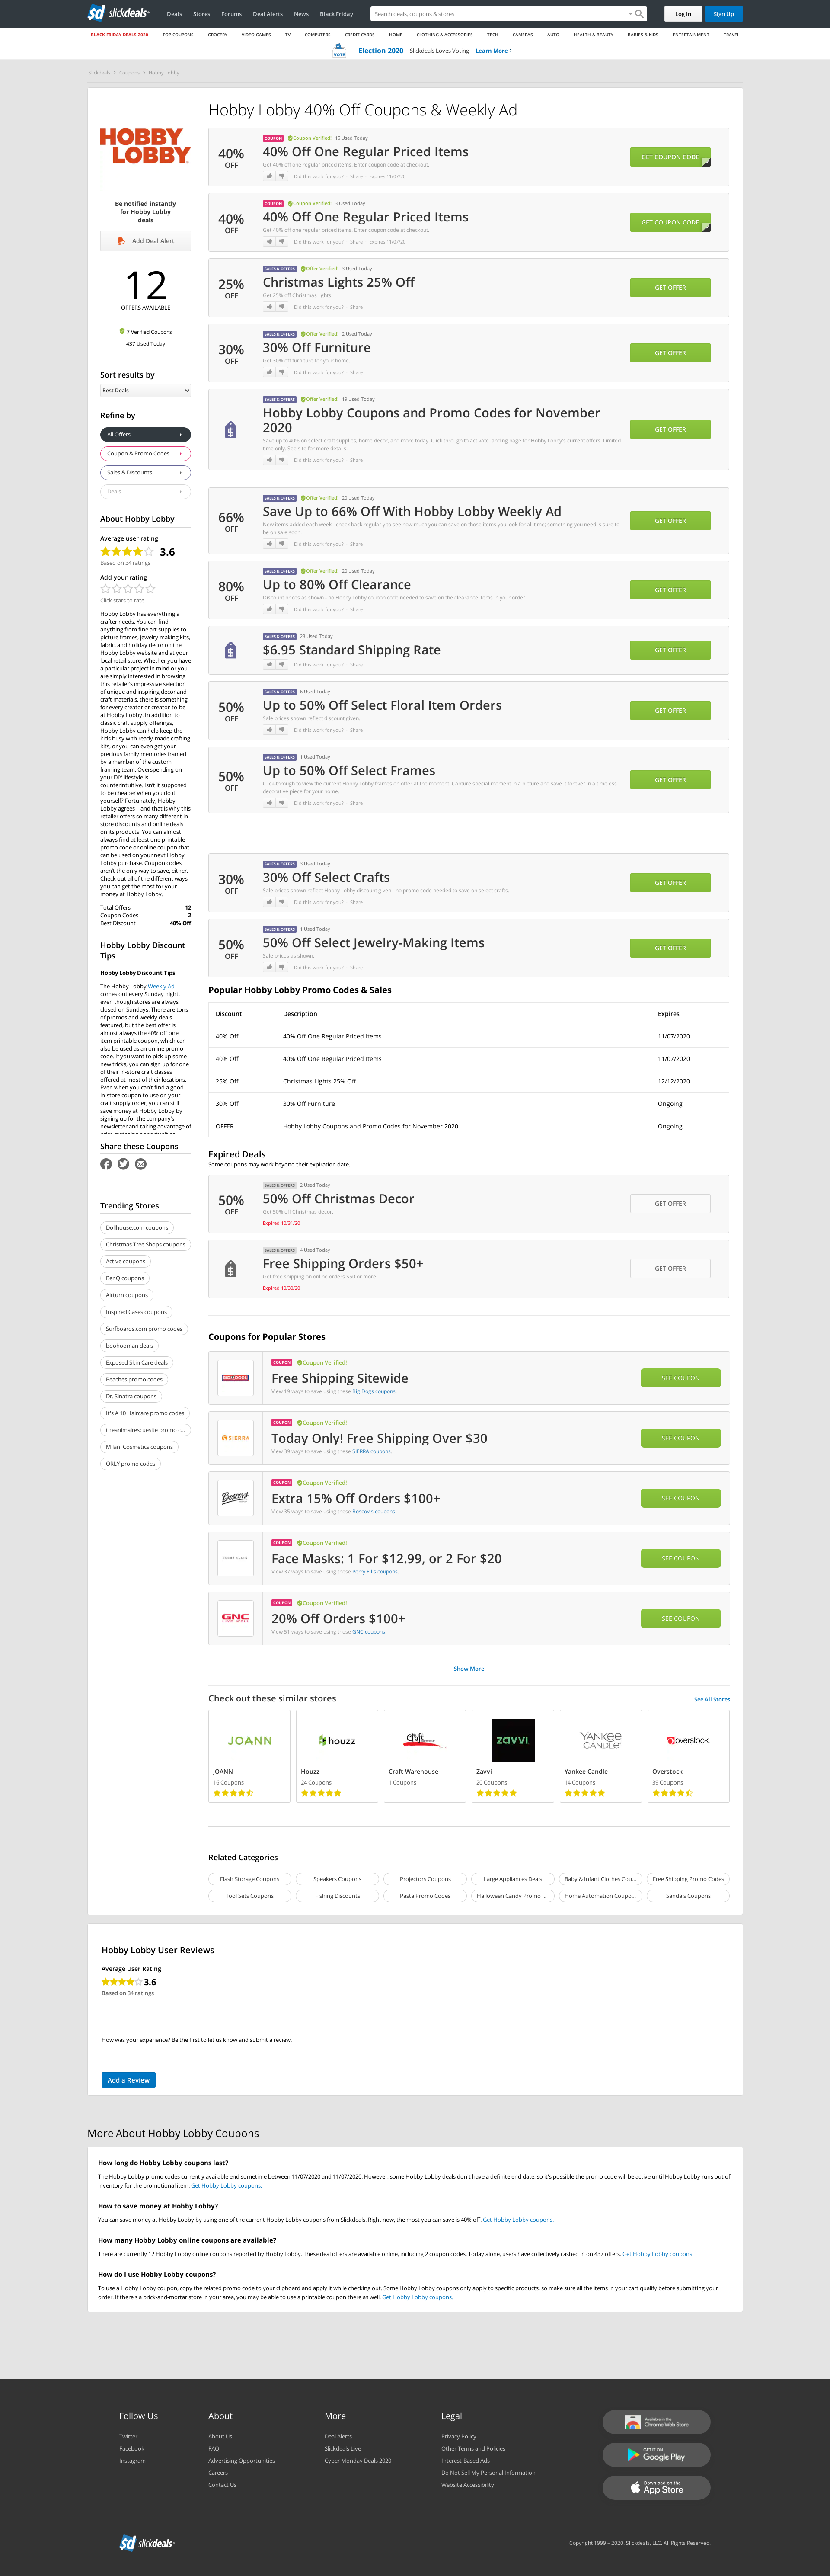 slickdeals
Deals Stores Forums Deal Alerts News Black Friday
Search deals, coupons & stores
Log In Sign Up
BLACK FRIDAY DEALS 2020 TOP COUPONS GROCERY VIDEO GAMES TV COMPUTERS CREDIT CARDS HOME CLOTHING & ACCESSORIES TECH CAMERAS AUTO HEALTH & BEAUTY BABIES & KIDS ENTERTAINMENT TRAVEL
VOTE Election 2020 Slickdeals Loves Voting Learn More ›
Slickdeals › Coupons › Hobby Lobby
HOBBY LOBBY
Be notified instantly
for Hobby Lobby
deals
Add Deal Alert
12
OFFERS AVAILABLE
7 Verified Coupons
437 Used Today
Sort results by
Best Deals
Refine by
All Offers
Coupon & Promo Codes
Sales & Discounts
Deals
About Hobby Lobby
Average user rating
3.6
Based on 34 ratings
Add your rating
Click stars to rate
Hobby Lobby has everything a
crafter needs. You can find
anything from fine art supplies to
picture frames, jewelry making kits,
fabric, and holiday decor on the
Hobby Lobby website and at your
local retail store. Whether you have
a particular project in mind or you
are simply interested in browsing
this retailer's impressive selection
of unique and inspiring decor and
craft materials, there is something
for every creator or creator-to-be
at Hobby Lobby. In addition to
classic craft supply offerings,
Hobby Lobby can help keep the
kids busy with ready-made crafting
kits, or you can even get your
precious family memories framed
by a member of the custom
framing team. Overspending on
your DIY lifestyle is
counterintuitive. Isn't it supposed
to be cheaper when you do it
yourself? Fortunately, Hobby
Lobby agrees—and that is why this
retailer offers so many different in-
store discounts and online deals
on its products. You can almost
always find at least one printable
promo code or online coupon that
can be used on your next Hobby
Lobby purchase. Coupon codes
aren't the only way to save, either.
Check out all of the different ways
you can get the most for your
money at Hobby Lobby.
Total Offers 12
Coupon Codes 2
Best Discount 40% Off
Hobby Lobby Discount
Tips
Hobby Lobby Discount Tips
The Hobby Lobby Weekly Ad
comes out every Sunday night,
even though stores are always
closed on Sundays. There are tons
of promos and weekly deals
featured, but the best offer is
almost always the 40% off one
item printable coupon, which can
also be used as an online promo
code. If you want to pick up some
new tricks, you can sign up for one
of their in-store craft classes
offered at most of their locations.
Even when you can't find a good
in-store coupon to use on your
craft supply order, you can still
save money at Hobby Lobby by
signing up for the company's
newsletter and taking advantage of
Share these Coupons
Trending Stores
Dollhouse.com coupons
Christmas Tree Shops coupons
Active coupons
BenQ coupons
Airturn coupons
Inspired Cases coupons
Surfboards.com promo codes
boohooman deals
Exposed Skin Care deals
Beaches promo codes
Dr. Sinatra coupons
It's A 10 Haircare promo codes
theanimalrescuesite promo c...
Milani Cosmetics coupons
ORLY promo codes
Hobby Lobby 40% Off Coupons & Weekly Ad
40% OFF
COUPON Coupon Verified! 15 Used Today
40% Off One Regular Priced Items
Get 40% off one regular priced items. Enter coupon code at checkout.
Did this work for you? · Share · Expires 11/07/20
GET COUPON CODE
40% OFF
COUPON Coupon Verified! 3 Used Today
40% Off One Regular Priced Items
Get 40% off one regular priced items. Enter coupon code at checkout.
Did this work for you? · Share · Expires 11/07/20
GET COUPON CODE
25% OFF
SALES & OFFERS Offer Verified! 3 Used Today
Christmas Lights 25% Off
Get 25% off Christmas lights.
Did this work for you? · Share
GET OFFER
30% OFF
SALES & OFFERS Offer Verified! 2 Used Today
30% Off Furniture
Get 30% off furniture for your home.
Did this work for you? · Share
GET OFFER
SALES & OFFERS Offer Verified! 19 Used Today
Hobby Lobby Coupons and Promo Codes for November
2020
Save up to 40% on select craft supplies, home decor, and more today. Click through to activate landing page for Hobby Lobby's current offers. Limited
time only. See site for more details.
Did this work for you? · Share
GET OFFER
66% OFF
SALES & OFFERS Offer Verified! 20 Used Today
Save Up to 66% Off With Hobby Lobby Weekly Ad
New items added each week - check back regularly to see how much you can save on those items you look for all time; something you need is sure to
be on sale soon.
Did this work for you? · Share
GET OFFER
80% OFF
SALES & OFFERS Offer Verified! 20 Used Today
Up to 80% Off Clearance
Discount prices as shown - no Hobby Lobby coupon code needed to save on the clearance items in your order.
Did this work for you? · Share
GET OFFER
SALES & OFFERS 23 Used Today
$6.95 Standard Shipping Rate
Did this work for you? · Share
GET OFFER
50% OFF
SALES & OFFERS 6 Used Today
Up to 50% Off Select Floral Item Orders
Sale prices shown reflect discount given.
Did this work for you? · Share
GET OFFER
50% OFF
SALES & OFFERS 1 Used Today
Up to 50% Off Select Frames
Click through to view the current Hobby Lobby frames on offer at the moment. Capture special moment in a picture and save it forever in a timeless
decorative piece for your home.
Did this work for you? · Share
GET OFFER
30% OFF
SALES & OFFERS 3 Used Today
30% Off Select Crafts
Sale prices shown reflect Hobby Lobby discount given - no promo code needed to save on select crafts.
Did this work for you? · Share
GET OFFER
50% OFF
SALES & OFFERS 1 Used Today
50% Off Select Jewelry-Making Items
Sale prices as shown.
Did this work for you? · Share
GET OFFER
Popular Hobby Lobby Promo Codes & Sales
Discount Description Expires
40% Off 40% Off One Regular Priced Items 11/07/2020
40% Off 40% Off One Regular Priced Items 11/07/2020
25% Off Christmas Lights 25% Off 12/12/2020
30% Off 30% Off Furniture Ongoing
OFFER Hobby Lobby Coupons and Promo Codes for November 2020 Ongoing
Expired Deals
Some coupons may work beyond their expiration date.
50% OFF
SALES & OFFERS 2 Used Today
50% Off Christmas Decor
Get 50% off Christmas decor.
Expired 10/31/20
GET OFFER
SALES & OFFERS 4 Used Today
Free Shipping Orders $50+
Get free shipping on online orders $50 or more.
Expired 10/30/20
GET OFFER
Coupons for Popular Stores
BIG DOGS
COUPON Coupon Verified!
Free Shipping Sitewide
View 19 ways to save using these Big Dogs coupons.
SEE COUPON
SIERRA
COUPON Coupon Verified!
Today Only! Free Shipping Over $30
View 39 ways to save using these SIERRA coupons.
SEE COUPON
Boscov's
COUPON Coupon Verified!
Extra 15% Off Orders $100+
View 35 ways to save using these Boscov's coupons.
SEE COUPON
PERRY ELLIS
COUPON Coupon Verified!
Face Masks: 1 For $12.99, or 2 For $20
View 37 ways to save using these Perry Ellis coupons.
SEE COUPON
GNC LIVE WELL
COUPON Coupon Verified!
20% Off Orders $100+
View 51 ways to save using these GNC coupons.
SEE COUPON
Show More
Check out these similar stores See All Stores
JOANN houzz Craft ZAVVI. YANKEE CANDLE overstock.
JOANN Houzz Craft Warehouse Zavvi Yankee Candle Overstock
16 Coupons 24 Coupons 1 Coupons 20 Coupons 14 Coupons 39 Coupons
Related Categories
Flash Storage Coupons Speakers Coupons Projectors Coupons Large Appliances Deals Baby & Infant Clothes Cou... Free Shipping Promo Codes
Tool Sets Coupons Fishing Discounts Pasta Promo Codes Halloween Candy Promo ... Home Automation Coupo... Sandals Coupons
Hobby Lobby User Reviews
Average User Rating
3.6
Based on 34 ratings
How was your experience? Be the first to let us know and submit a review.
Add a Review
More About Hobby Lobby Coupons
How long do Hobby Lobby coupons last?
The Hobby Lobby promo codes currently available end sometime between 11/07/2020 and 11/07/2020. However, some Hobby Lobby deals don't have a definite end date, so it's possible the promo code will be active until Hobby Lobby runs out of
inventory for the promotional item. Get Hobby Lobby coupons.
How to save money at Hobby Lobby?
You can save money at Hobby Lobby by using one of the current Hobby Lobby coupons from Slickdeals. Right now, the most you can save is 40% off. Get Hobby Lobby coupons.
How many Hobby Lobby online coupons are available?
There are currently 12 Hobby Lobby online coupons reported by Hobby Lobby. These deal offers are available online, including 2 coupon codes. Today alone, users have collectively cashed in on 437 offers. Get Hobby Lobby coupons.
How do I use Hobby Lobby coupons?
To use a Hobby Lobby coupon, copy the related promo code to your clipboard and apply it while checking out. Some Hobby Lobby coupons only apply to specific products, so make sure all the items in your cart qualify before submitting your
order. If there's a brick-and-mortar store in your area, you may be able to use a printable coupon there as well. Get Hobby Lobby coupons.
Follow Us
Twitter
Facebook
Instagram
About
About Us
FAQ
Advertising Opportunities
Careers
Contact Us
More
Deal Alerts
Slickdeals Live
Cyber Monday Deals 2020
Legal
Privacy Policy
Other Terms and Policies
Interest-Based Ads
Do Not Sell My Personal Information
Website Accessibility
Available in the
Chrome Web Store
GET IT ON
Google Play
Download on the
App Store
slickdeals
Copyright 1999 – 2020. Slickdeals, LLC. All Rights Reserved.